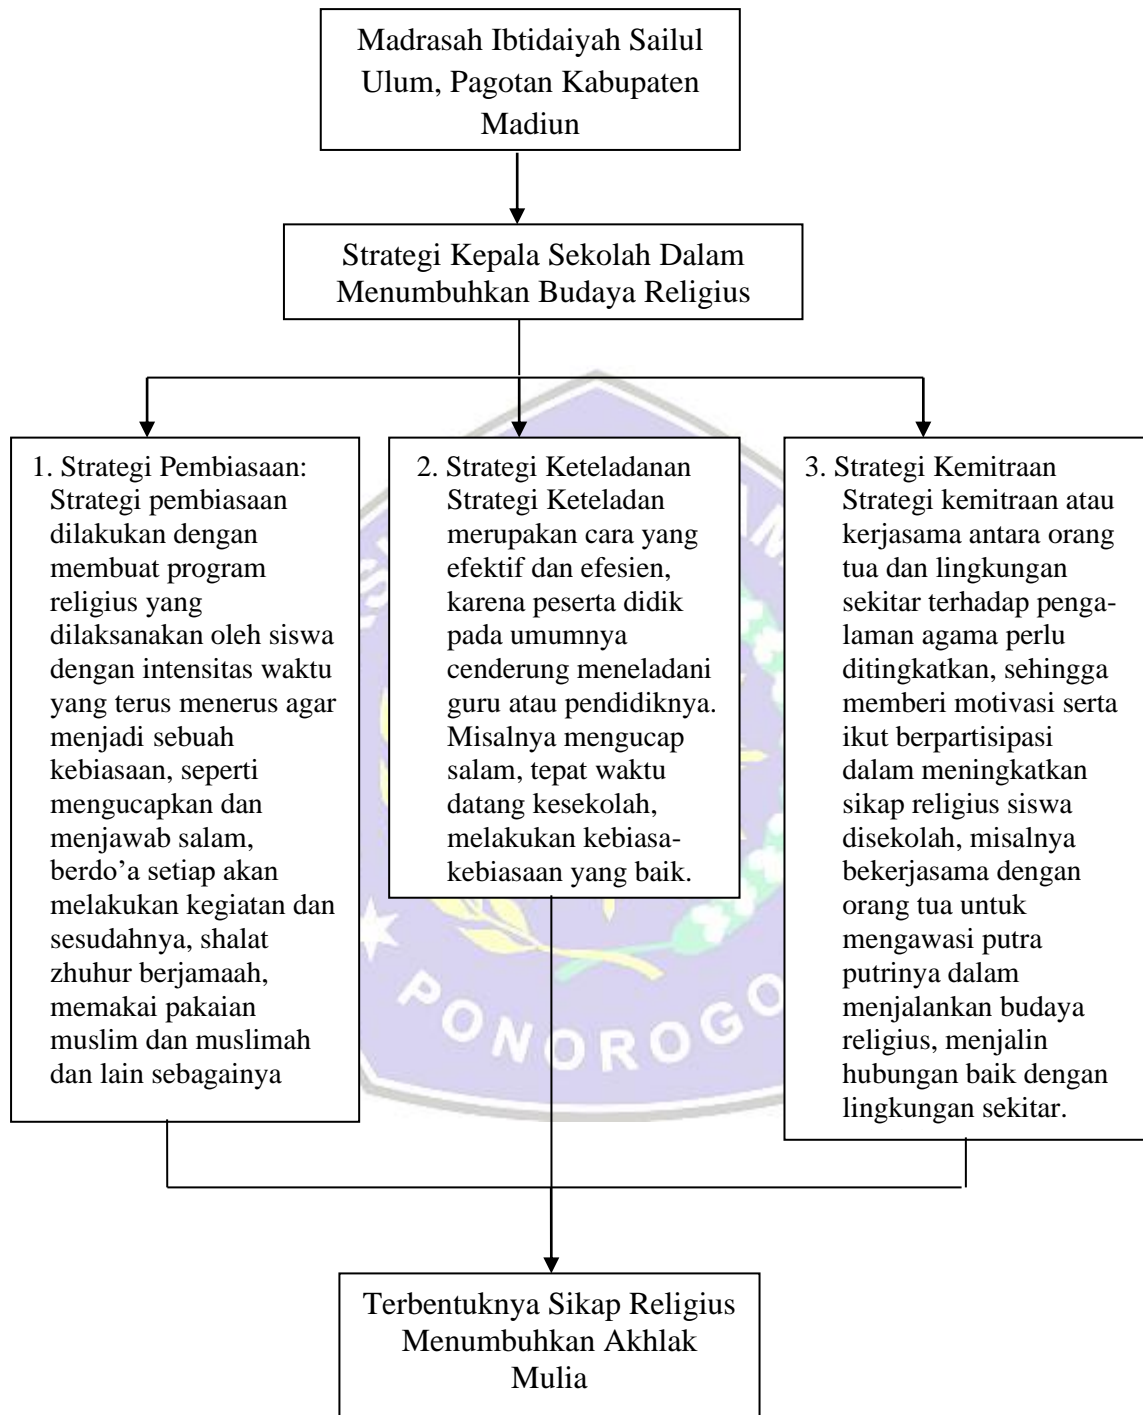 Madrasah Ibtidaiyah Sailul
Ulum, Pagotan Kabupaten
Madiun
Strategi Kepala Sekolah Dalam
Menumbuhkan Budaya Religius
1. Strategi Pembiasaan:
Strategi pembiasaan
dilakukan dengan
membuat program
religius yang
dilaksanakan oleh siswa
dengan intensitas waktu
yang terus menerus agar
menjadi sebuah
kebiasaan, seperti
mengucapkan dan
menjawab salam,
berdo’a setiap akan
melakukan kegiatan dan
sesudahnya, shalat
zhuhur berjamaah,
memakai pakaian
muslim dan muslimah
dan lain sebagainya
2. Strategi Keteladanan
Strategi Keteladan
merupakan cara yang
efektif dan efesien,
karena peserta didik
pada umumnya
cenderung meneladani
guru atau pendidiknya.
Misalnya mengucap
salam, tepat waktu
datang kesekolah,
melakukan kebiasa-
kebiasaan yang baik.
3. Strategi Kemitraan
Strategi kemitraan atau
kerjasama antara orang
tua dan lingkungan
sekitar terhadap penga-
laman agama perlu
ditingkatkan, sehingga
memberi motivasi serta
ikut berpartisipasi
dalam meningkatkan
sikap religius siswa
disekolah, misalnya
bekerjasama dengan
orang tua untuk
mengawasi putra
putrinya dalam
menjalankan budaya
religius, menjalin
hubungan baik dengan
lingkungan sekitar.
PONOROGO
Terbentuknya Sikap Religius
Menumbuhkan Akhlak
Mulia